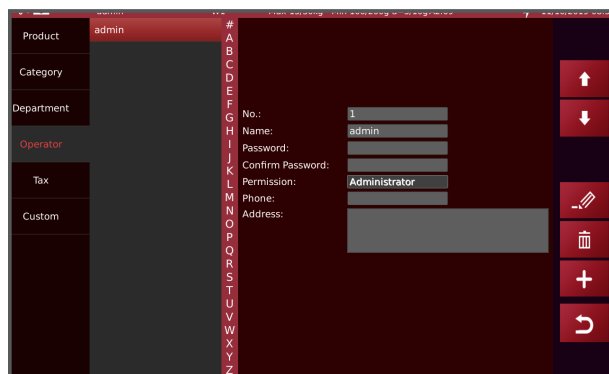 Product
Category
Department
Operator
Tax
Custom
admin
#
A
B
C
D
E
F
G
H
I
J
K
L
M
N
O
P
Q
R
S
T
U
V
W
X
Y
Z
No.: 1
Name: admin
Password:
Confirm Password:
Permission: Administrator
Phone:
Address: